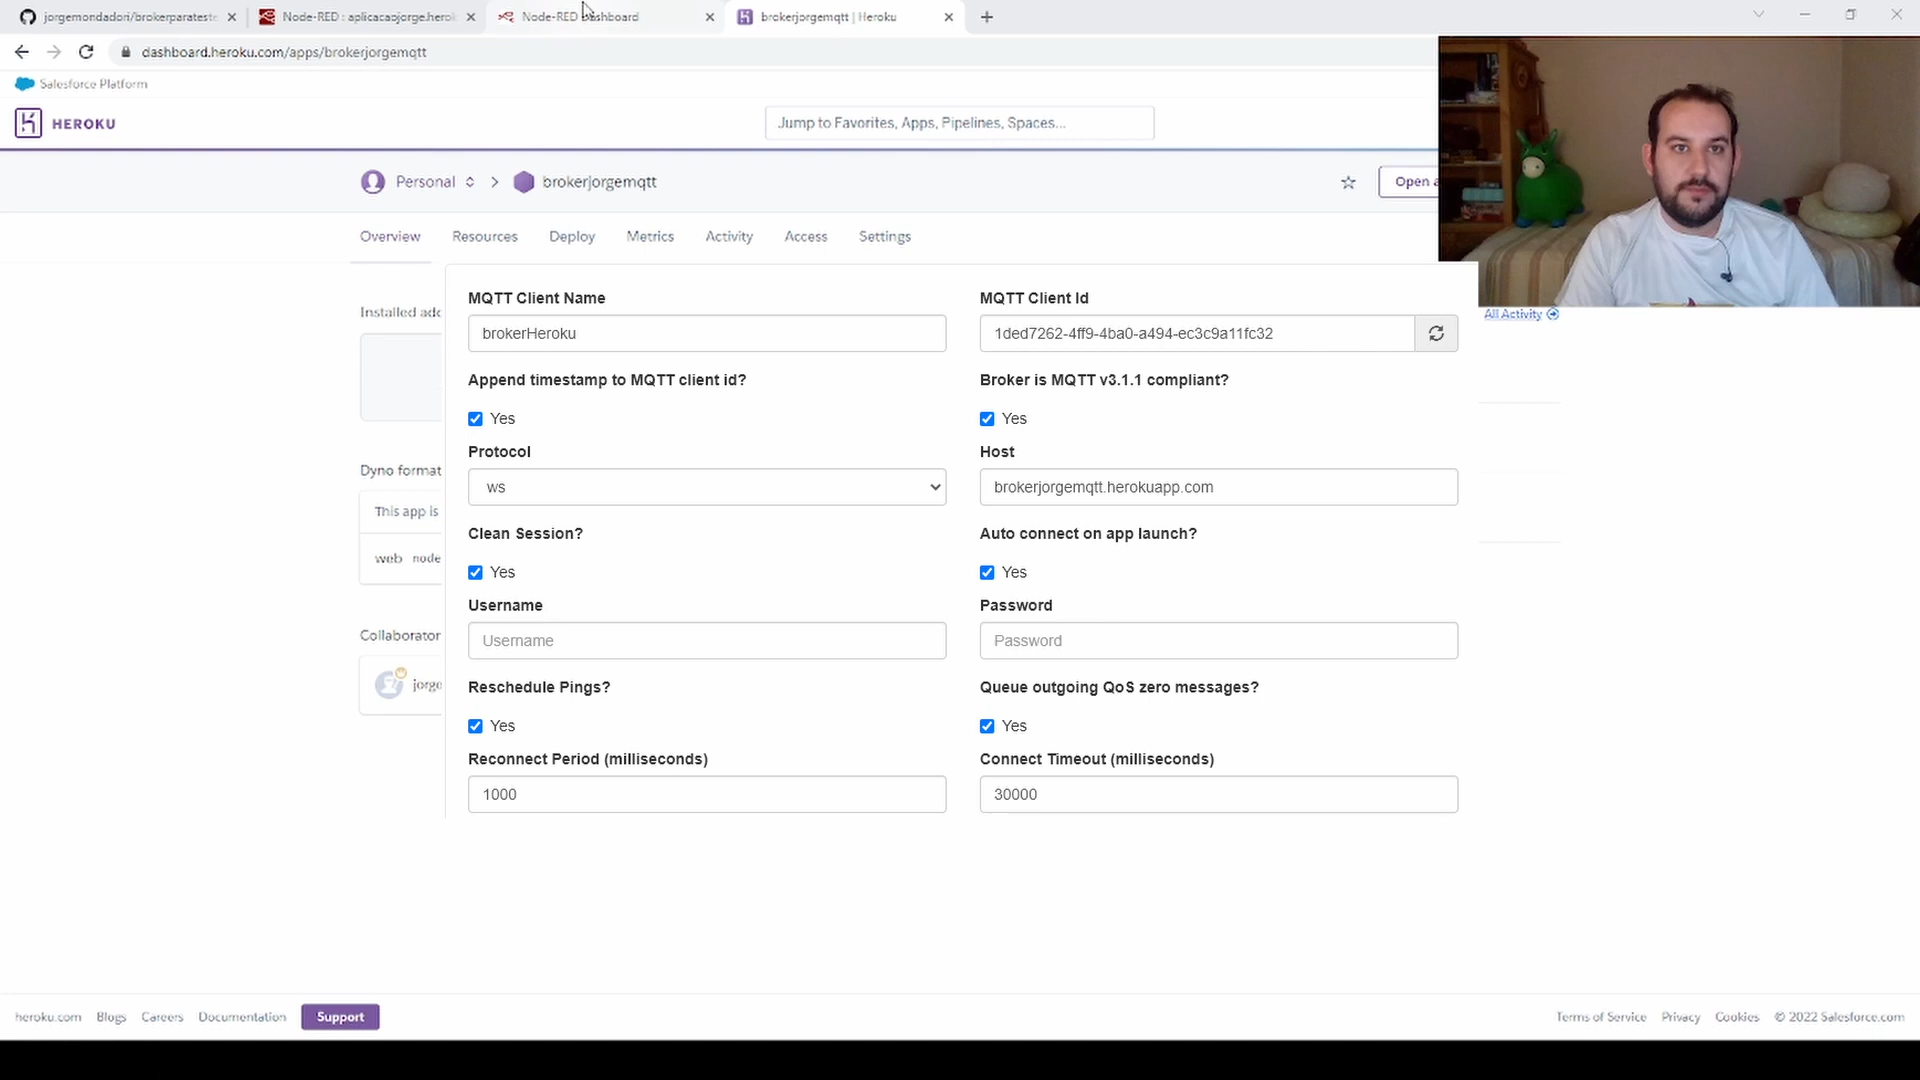 jorgemondadori/brokerparateste
Node-RED : aplicacaojorge.herok
Node-RED Dashboard
brokerjorgemqtt | Heroku
dashboard.heroku.com/apps/brokerjorgemqtt
Salesforce Platform
HEROKU
Jump to Favorites, Apps, Pipelines, Spaces...
Personal
brokerjorgemqtt
Open a
Overview
Resources
Deploy
Metrics
Activity
Access
Settings
Installed add
All Activity
MQTT Client Name
MQTT Client Id
brokerHeroku
1ded7262-4ff9-4ba0-a494-ec3c9a11fc32
Append timestamp to MQTT client id?
Broker is MQTT v3.1.1 compliant?
Yes
Yes
Protocol
Host
Dyno format
ws
brokerjorgemqtt.herokuapp.com
This app is
Clean Session?
Auto connect on app launch?
web node
Yes
Yes
Username
Password
Collaborator
Username
Password
jorge
Reschedule Pings?
Queue outgoing QoS zero messages?
Yes
Yes
Reconnect Period (milliseconds)
Connect Timeout (milliseconds)
1000
30000
heroku.com
Blogs
Careers
Documentation
Support
Terms of Service
Privacy
Cookies
© 2022 Salesforce.com